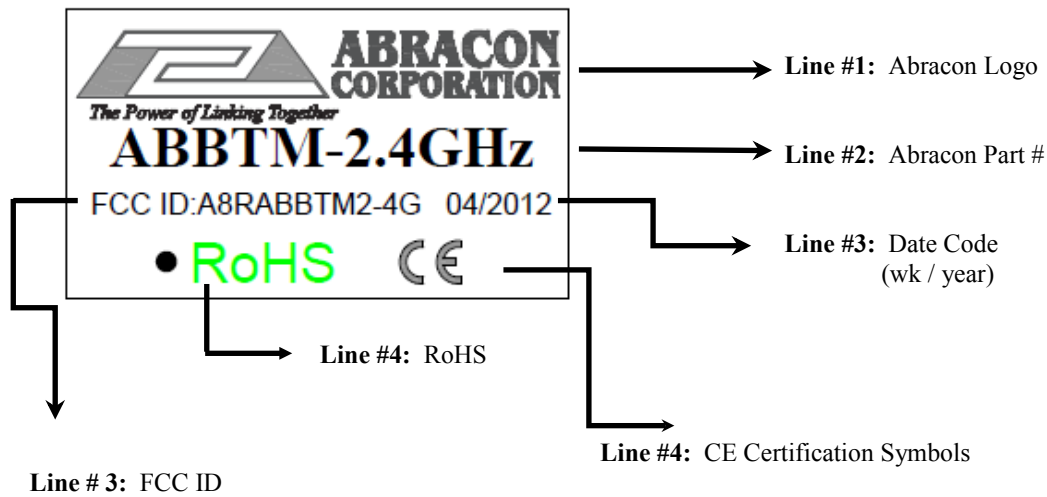 ABRACON
CORPORATION
The Power of Linking Together
ABBTM-2.4GHz
FCC ID:A8RABBTM2-4G 04/2012
RoHS CE
Line #1: Abracon Logo
Line #2: Abracon Part #
Line #3: Date Code
(wk / year)
Line #4: RoHS
Line #4: CE Certification Symbols
Line # 3: FCC ID